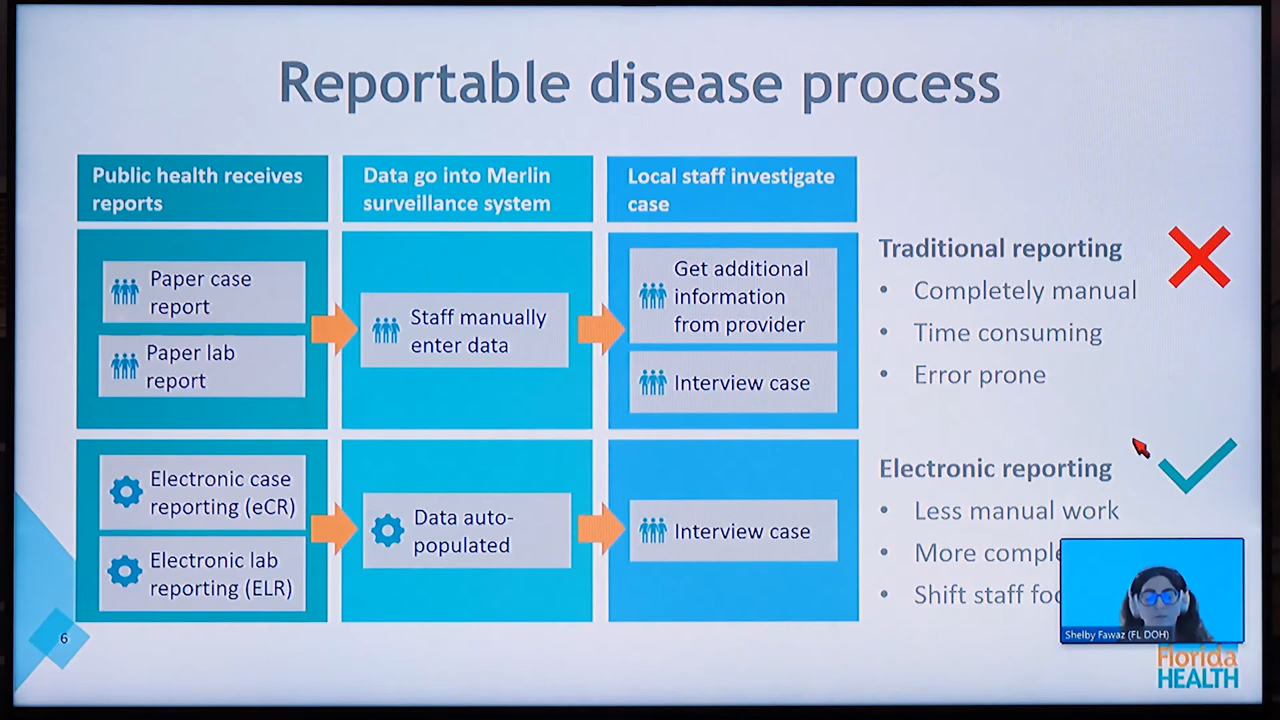 Reportable disease process
Public health receives
reports
Data go into Merlin
surveillance system
Local staff investigate
case
Paper case
report
Paper lab
report
Staff manually
enter data
Get additional
information
from provider
Interview case
Traditional reporting
• Completely manual
• Time consuming
• Error prone
Electronic case
reporting (eCR)
Electronic lab
reporting (ELR)
Data auto-
populated
Interview case
Electronic reporting
• Less manual work
• More
• Shift staff
Shelby Fawaz (FL DOH)
6
Florida
HEALTH